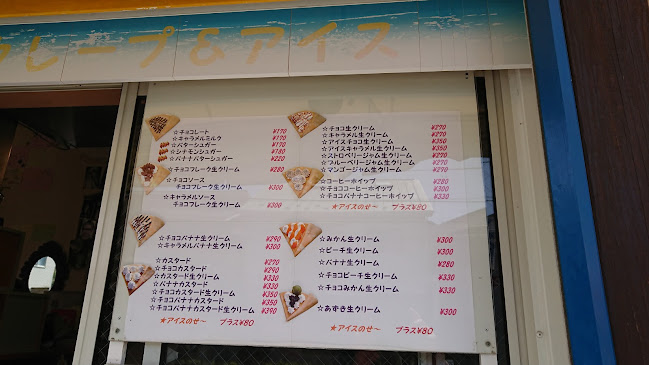 クレープ&アイス
☆チョコレート ¥170
☆キャラメルミルク ¥170
☆バターシュガー ¥170
☆シナモンシュガー ¥180
☆バナナバターシュガー ¥220
☆チョコフレーク生クリーム ¥280
☆チョコソース
チョコフレーク生クリーム ¥300
☆キャラメルソース
チョコフレーク生クリーム ¥300
☆チョコバナナ生クリーム ¥290
☆キャラメルバナナ生クリーム ¥300
☆カスタード ¥270
☆チョコカスタード ¥290
☆カスタード生クリーム ¥330
☆バナナカスタード ¥330
☆チョコカスタード生クリーム ¥350
☆チョコバナナカスタード ¥350
☆チョコバナナカスタード生クリーム ¥390
★アイスのせ~ プラス¥80
☆チョコ生クリーム ¥270
☆キャラメル生クリーム ¥270
☆アイスチョコ生クリーム ¥350
☆アイスキャラメル生クリーム ¥350
☆ストロベリージャム生クリーム ¥290
☆ブルーベリージャム生クリーム ¥290
☆マンゴージャム生クリーム ¥290
☆コーヒーホイップ ¥280
☆チョココーヒーホイップ ¥300
☆チョコバナナコーヒーホイップ ¥330
★アイスのせ~ プラス¥80
☆みかん生クリーム ¥300
☆ピーチ生クリーム ¥300
☆バナナ生クリーム ¥280
☆チョコピーチ生クリーム ¥330
☆チョコみかん生クリーム ¥330
☆あずき生クリーム ¥300
★アイスのせ~ プラス¥80